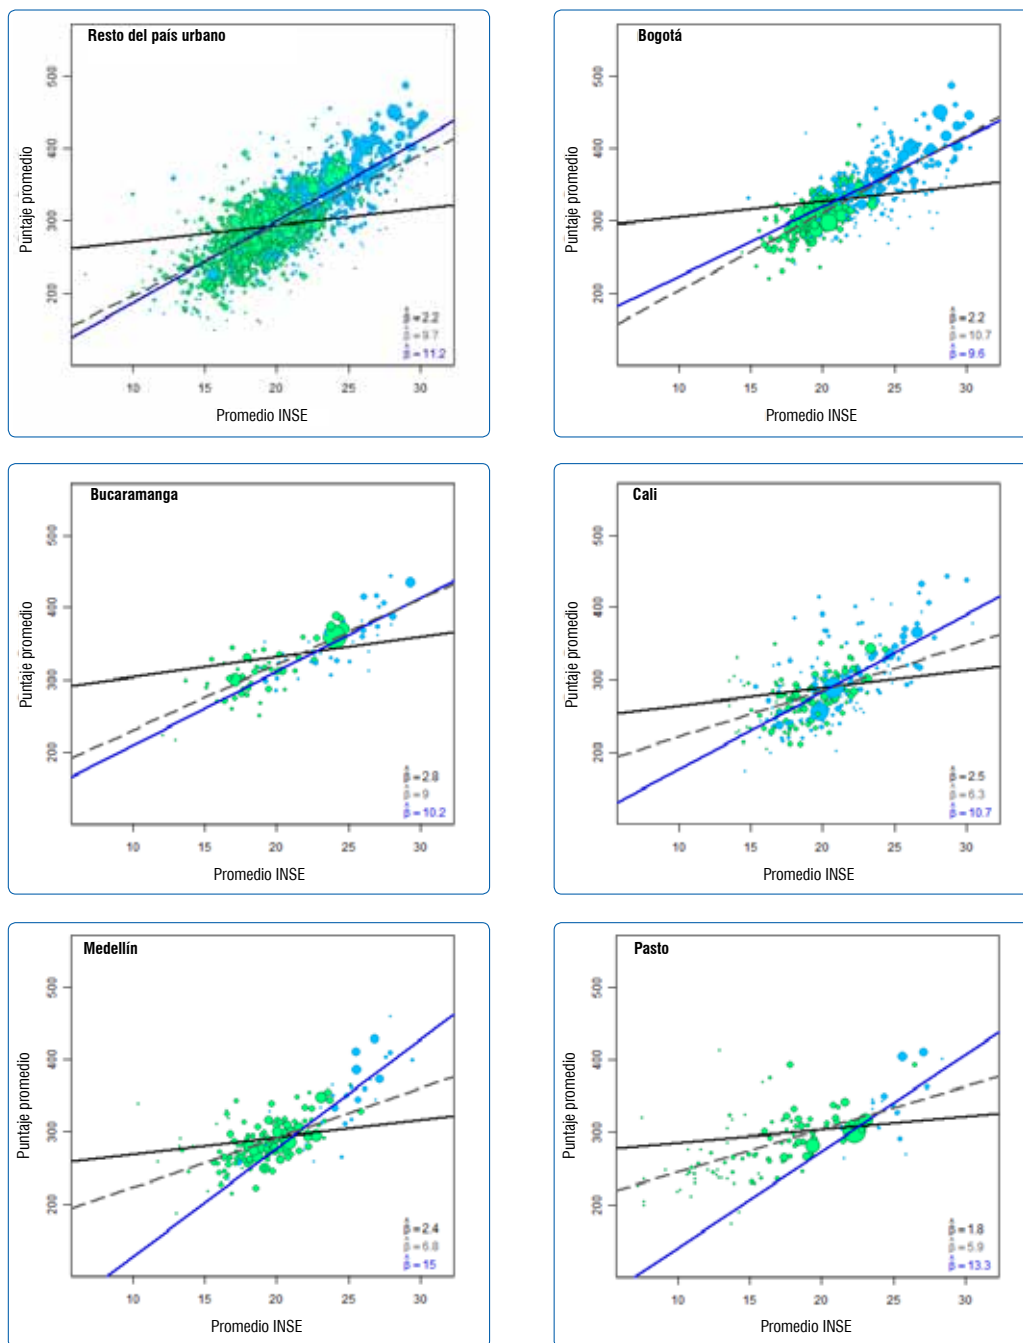 Resto del país urbano
Puntaje promedio
500
400
300
200
10 15 20 25 30
β̂ = 2.2
β̂ = 9.7
β̂ = 11.2
Promedio INSE
Bogotá
Puntaje promedio
500
400
300
200
10 15 20 25 30
β̂ = 2.2
β̂ = 10.7
β̂ = 9.6
Promedio INSE
Bucaramanga
Puntaje promedio
500
400
300
200
10 15 20 25 30
β̂ = 2.8
β̂ = 9
β̂ = 10.2
Promedio INSE
Cali
Puntaje promedio
500
400
300
200
10 15 20 25 30
β̂ = 2.5
β̂ = 6.3
β̂ = 10.7
Promedio INSE
Medellín
Puntaje promedio
500
400
300
200
10 15 20 25 30
β̂ = 2.4
β̂ = 6.8
β̂ = 15
Promedio INSE
Pasto
Puntaje promedio
500
400
300
200
10 15 20 25 30
β̂ = 1.8
β̂ = 5.9
β̂ = 13.3
Promedio INSE